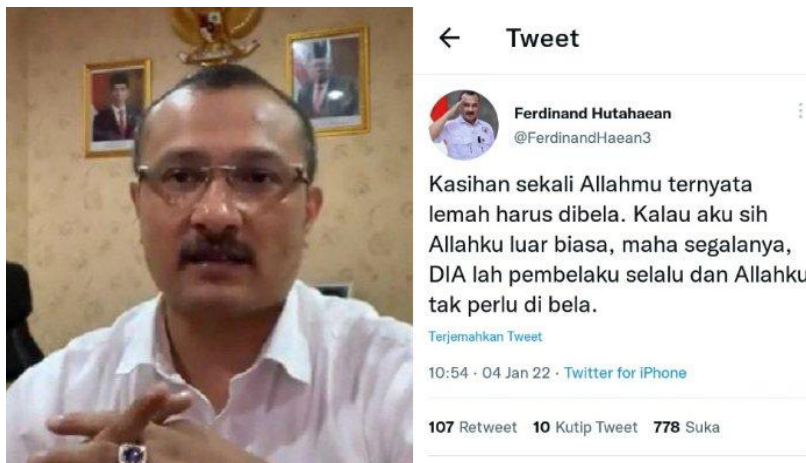 Tweet
Ferdinand Hutahaean
@FerdinandHaean3
Kasihan sekali Allahmu ternyata
lemah harus dibela. Kalau aku sih
Allahku luar biasa, maha segalanya,
DIA lah pembelaku selalu dan Allahku
tak perlu di bela.
Terjemahkan Tweet
10:54 · 04 Jan 22 · Twitter for iPhone
107 Retweet 10 Kutip Tweet 778 Suka